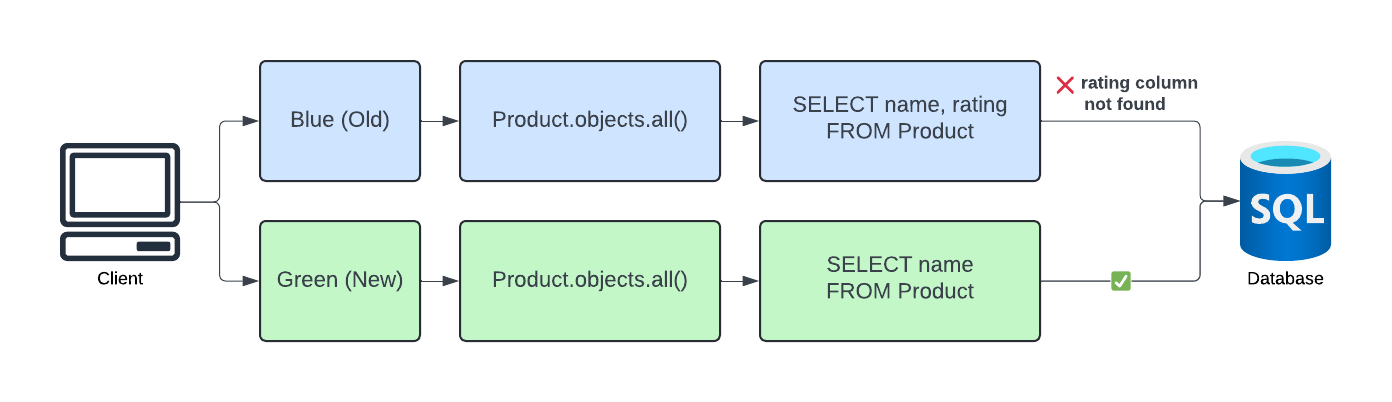 Client
Blue (Old)
Product.objects.all()
SELECT name, rating
FROM Product
rating column
not found
Green (New)
Product.objects.all()
SELECT name
FROM Product
SQL
Database